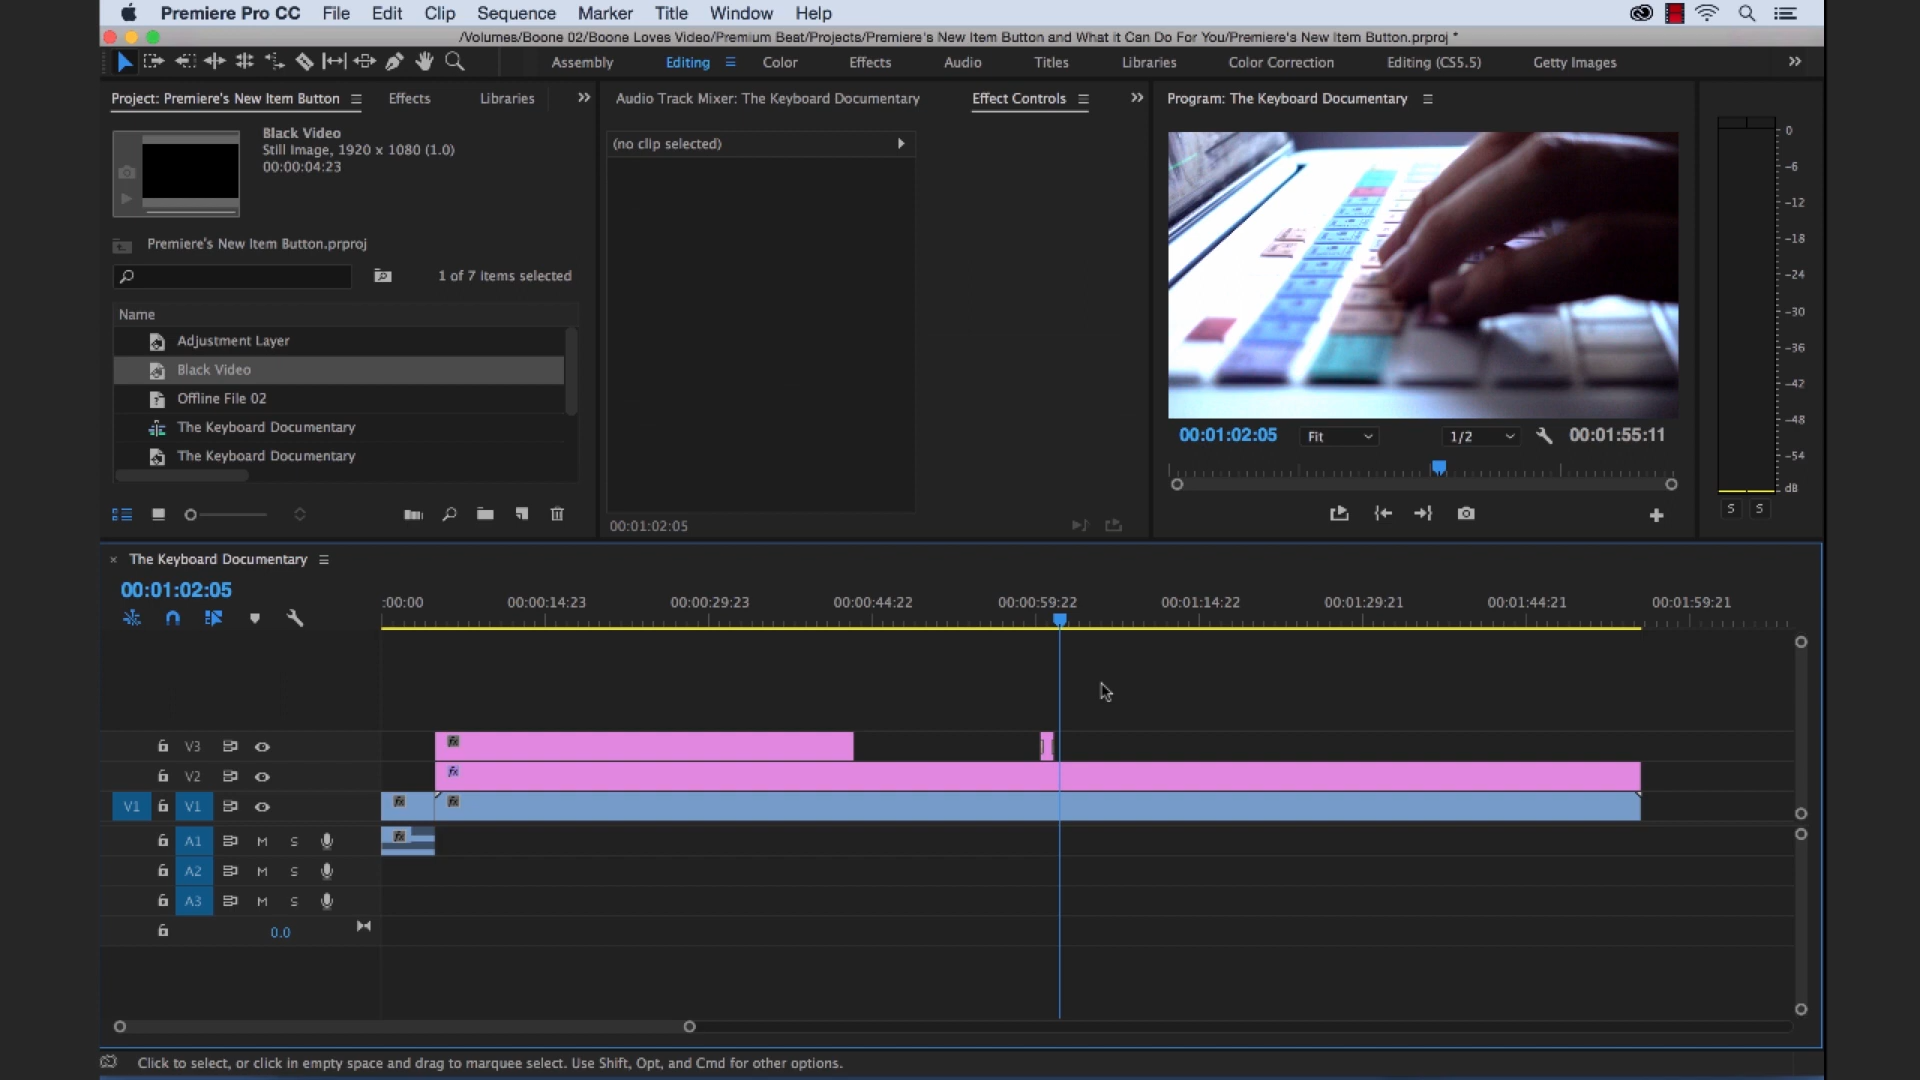 Premiere Pro CC File Edit Clip Sequence Marker Title Window Help
/Volumes/Boone 02/Boone Loves Video/Premium Beat/Projects/Premiere's New Item Button and What it Can Do For You/Premiere's New Item Button.prproj *
Assembly Editing Color Effects Audio Titles Libraries Color Correction Editing (CS5.5) Getty Images
Project: Premiere's New Item Button Effects Libraries
Audio Track Mixer: The Keyboard Documentary Effect Controls
Program: The Keyboard Documentary
Black Video
Still Image, 1920 x 1080 (1.0)
00:00:04:23
(no clip selected)
Premiere's New Item Button.prproj
1 of 7 Items selected
Name
Adjustment Layer
Black Video
Offline File 02
The Keyboard Documentary
The Keyboard Documentary
00:01:02:05
00:01:02:05 Fit 1/2 00:01:55:11
0
-6
-12
-18
-24
-30
-36
-42
-48
-54
dB
S S
The Keyboard Documentary
00:01:02:05
:00:00 00:00:14:23 00:00:29:23 00:00:44:22 00:00:59:22 00:01:14:22 00:01:29:21 00:01:44:21 00:01:59:21
V3 fx
V2 fx
V1 V1 fx fx
A1 M S fx
A2 M S
A3 M S
0.0
Click to select, or click in empty space and drag to marquee select. Use Shift, Opt, and Cmd for other options.